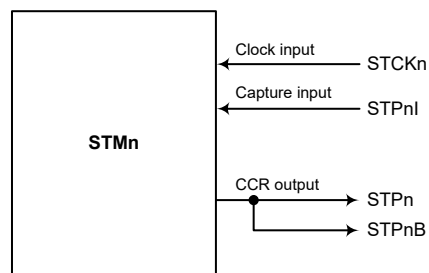 Clock input
STCKn
Capture input
STPnI
STMn
CCR output
STPn
STPnB